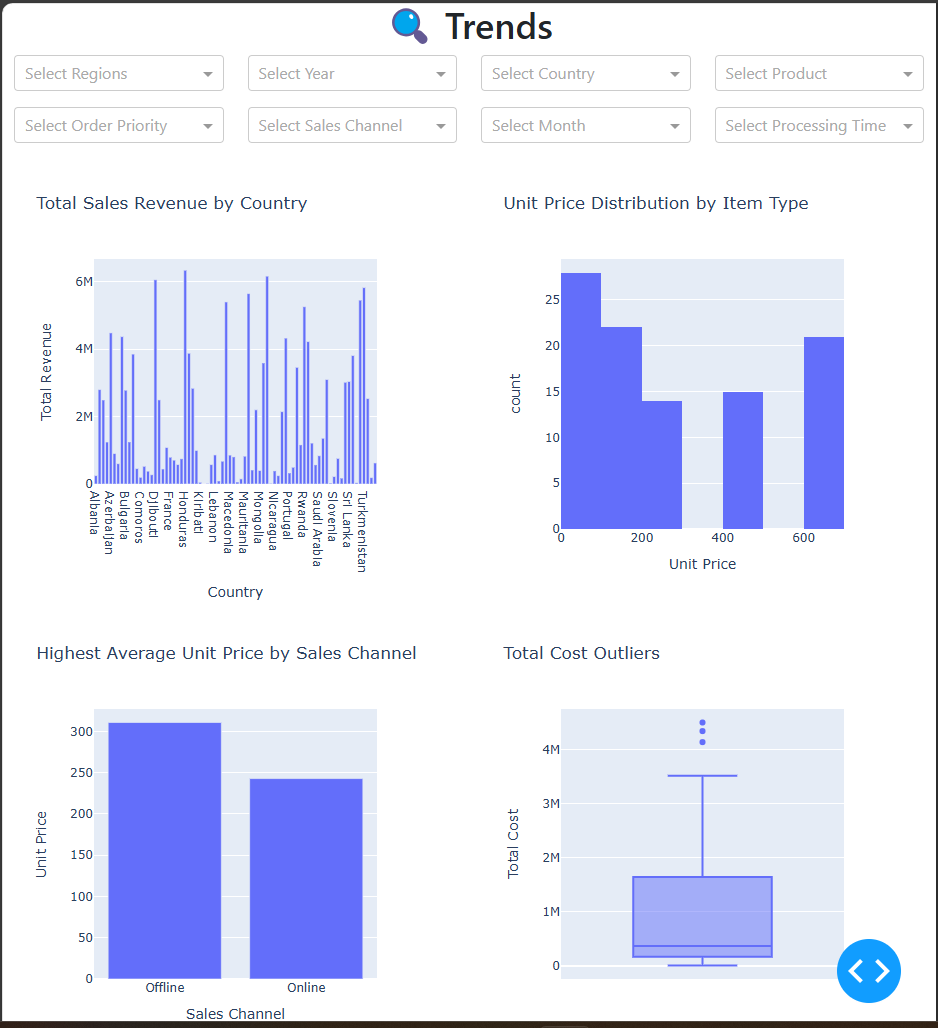 Trends
Select Regions
Select Year
Select Country
Select Product
Select Order Priority
Select Sales Channel
Select Month
Select Processing Time
Total Sales Revenue by Country
6M
4M
2M
0
Total Revenue
Albania
Azerbaijan
Bulgaria
Comoros
Djibouti
France
Honduras
Kiribati
Lebanon
Macedonia
Mauritania
Mongolia
Nicaragua
Portugal
Rwanda
Saudi Arabia
Slovenia
Sri Lanka
Turkmenistan
Country
Unit Price Distribution by Item Type
25
20
15
10
5
0
count
0
200
400
600
Unit Price
Highest Average Unit Price by Sales Channel
300
250
200
150
100
50
0
Unit Price
Offline
Online
Sales Channel
Total Cost Outliers
4M
3M
2M
1M
0
Total Cost